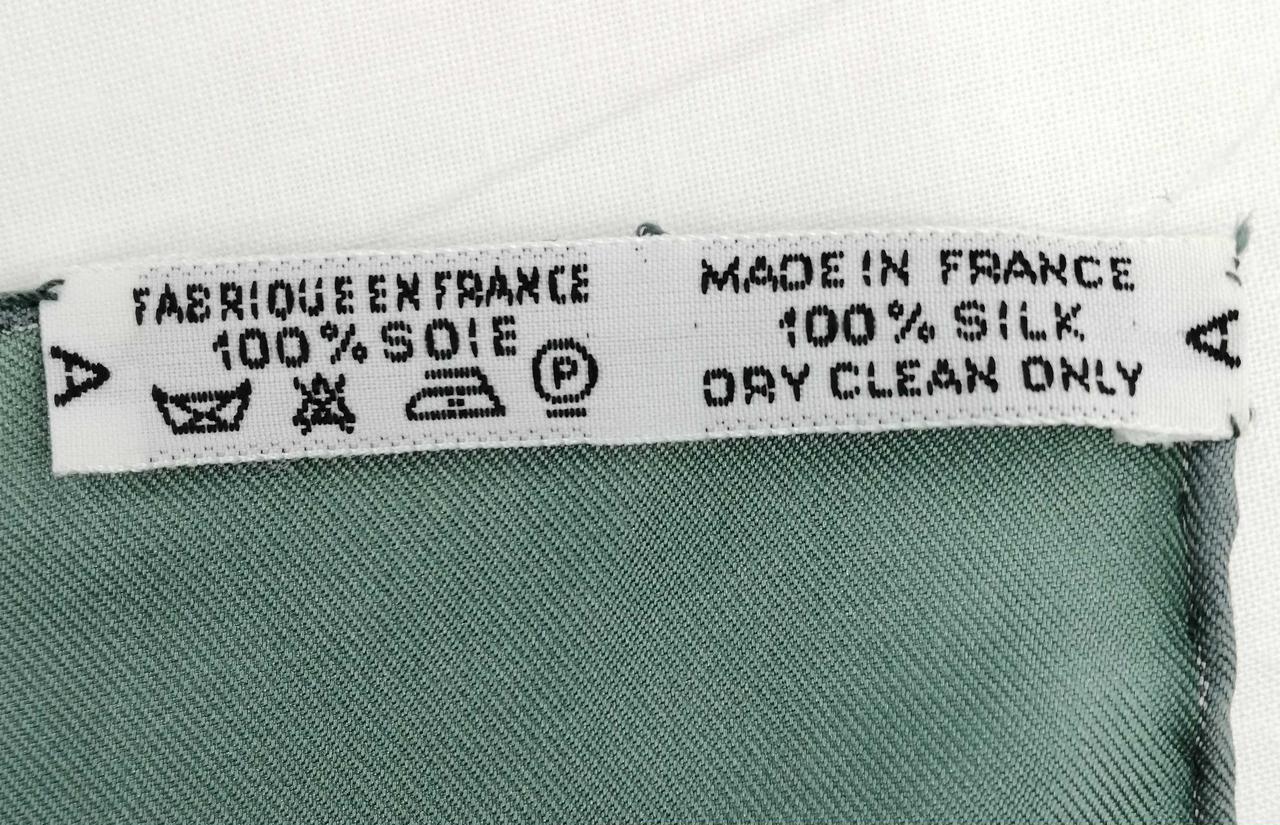 FABRIQUE EN FRANCE
100% SOIE
P
MADE IN FRANCE
100% SILK
DRY CLEAN ONLY
A
A